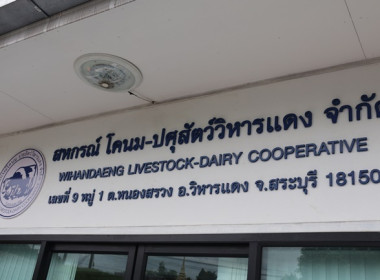 สหกรณ์ โคนม-ปศุสัตว์วิหารแดง จำกัด
WIHANDAENG LIVESTOCK-DAIRY COOPERATIVE
เลขที่ 9 หมู่ 1 ต.หนองสรวง อ.วิหารแดง จ.สระบุรี 18150